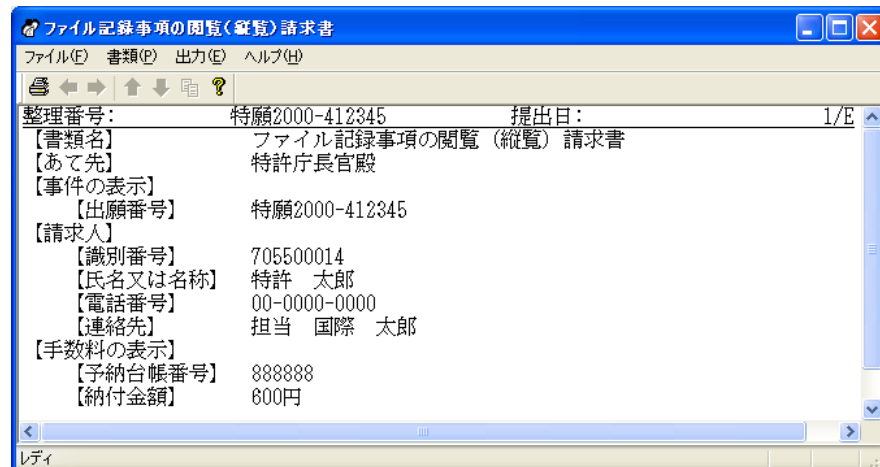 ファイル記録事項の閲覧(縦覧)請求書
ファイル(F) 書類(P) 出力(E) ヘルプ(H)
整理番号: 特願2000-412345 提出日: 1/E
【書類名】 ファイル記録事項の閲覧（縦覧）請求書
【あて先】 特許庁長官殿
【事件の表示】
【出願番号】 特願2000-412345
【請求人】
【識別番号】 705500014
【氏名又は名称】 特許 太郎
【電話番号】 00-0000-0000
【連絡先】 担当 国際 太郎
【手数料の表示】
【予納台帳番号】 888888
【納付金額】 600円
レディ